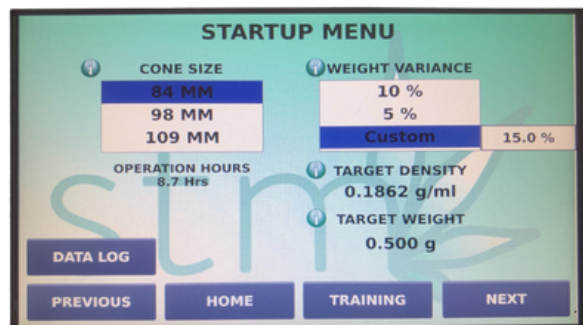 STARTUP MENU
CONE SIZE
84 MM
98 MM
109 MM
OPERATION HOURS
8.7 Hrs
WEIGHT VARIANCE
10 %
5 %
Custom
15.0 %
TARGET DENSITY
0.1862 g/ml
TARGET WEIGHT
0.500 g
stm
DATA LOG
PREVIOUS
HOME
TRAINING
NEXT